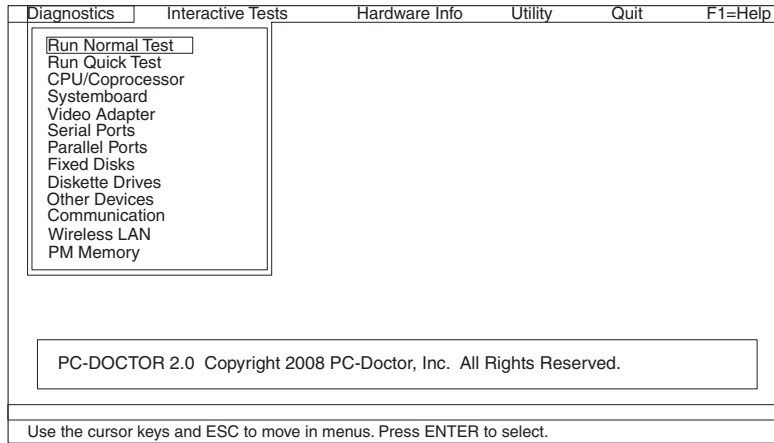 Diagnostics Interactive Tests Hardware Info Utility Quit F1=Help
Run Normal Test
Run Quick Test
CPU/Coprocessor
Systemboard
Video Adapter
Serial Ports
Parallel Ports
Fixed Disks
Diskette Drives
Other Devices
Communication
Wireless LAN
PM Memory
PC-DOCTOR 2.0 Copyright 2008 PC-Doctor, Inc. All Rights Reserved.
Use the cursor keys and ESC to move in menus. Press ENTER to select.